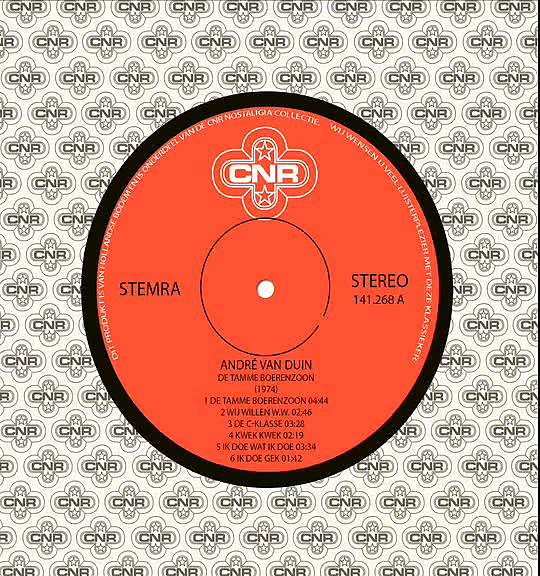 DIT PRODUKT IS VAN HOLLANDSE BODEM EN IS ONDERDEEL VAN DE CNR NOSTALIGIA COLLECTIE. WIJ WENSEN U VEEL LUISTERPLEZIER MET DEZE KLASSIEKER.
CNR
STEMRA
STEREO
141.268 A
ANDRÉ VAN DUIN
DE TAMME BOERENZOON
(1974)
1 DE TAMME BOERENZOON 04:44
2 WIJ WILLEN W.W. 02:46
3 DE C-KLASSE 03:28
4 KWEK KWEK 02:19
5 IK DOE WAT IK DOE 03:34
6 IK DOE GEK 01:42